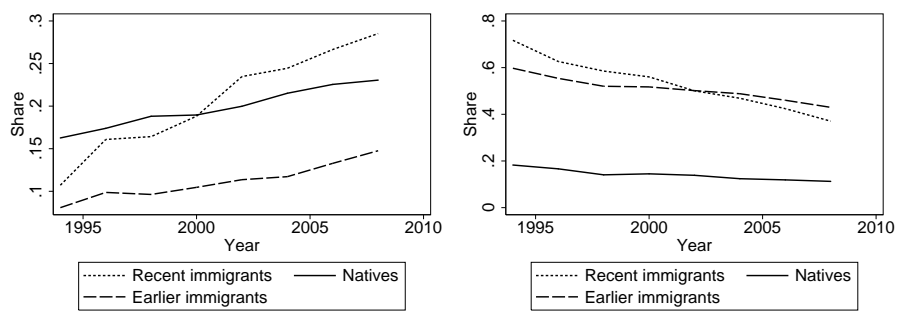 .3
.25
.2
.15
.1
Share
1995 2000 2005 2010
Year
Recent immigrants Natives
Earlier immigrants
.8
.6
.4
.2
0
Share
1995 2000 2005 2010
Year
Recent immigrants Natives
Earlier immigrants